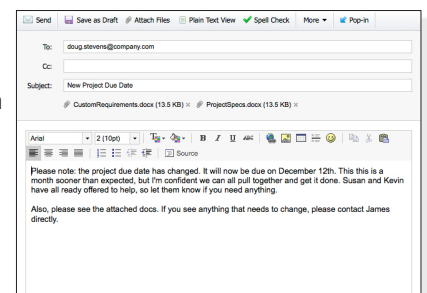 Send Save as Draft Attach Files Plain Text View Spell Check More Pop-in
To: doug.stevens@company.com
Cc:
Subject: New Project Due Date
CustomRequirements.docx (13.5 KB) × ProjectSpecs.docx (13.5 KB) ×
Arial 2 (10pt) B I U ABC
Source
Please note: the project due date has changed. It will now be due on December 12th. This this is a
month sooner than expected, but I'm confident we can all pull together and get it done. Susan and Kevin
have all ready offered to help, so let them know if you need anything.
Also, please see the attached docs. If you see anything that needs to change, please contact James
directly.